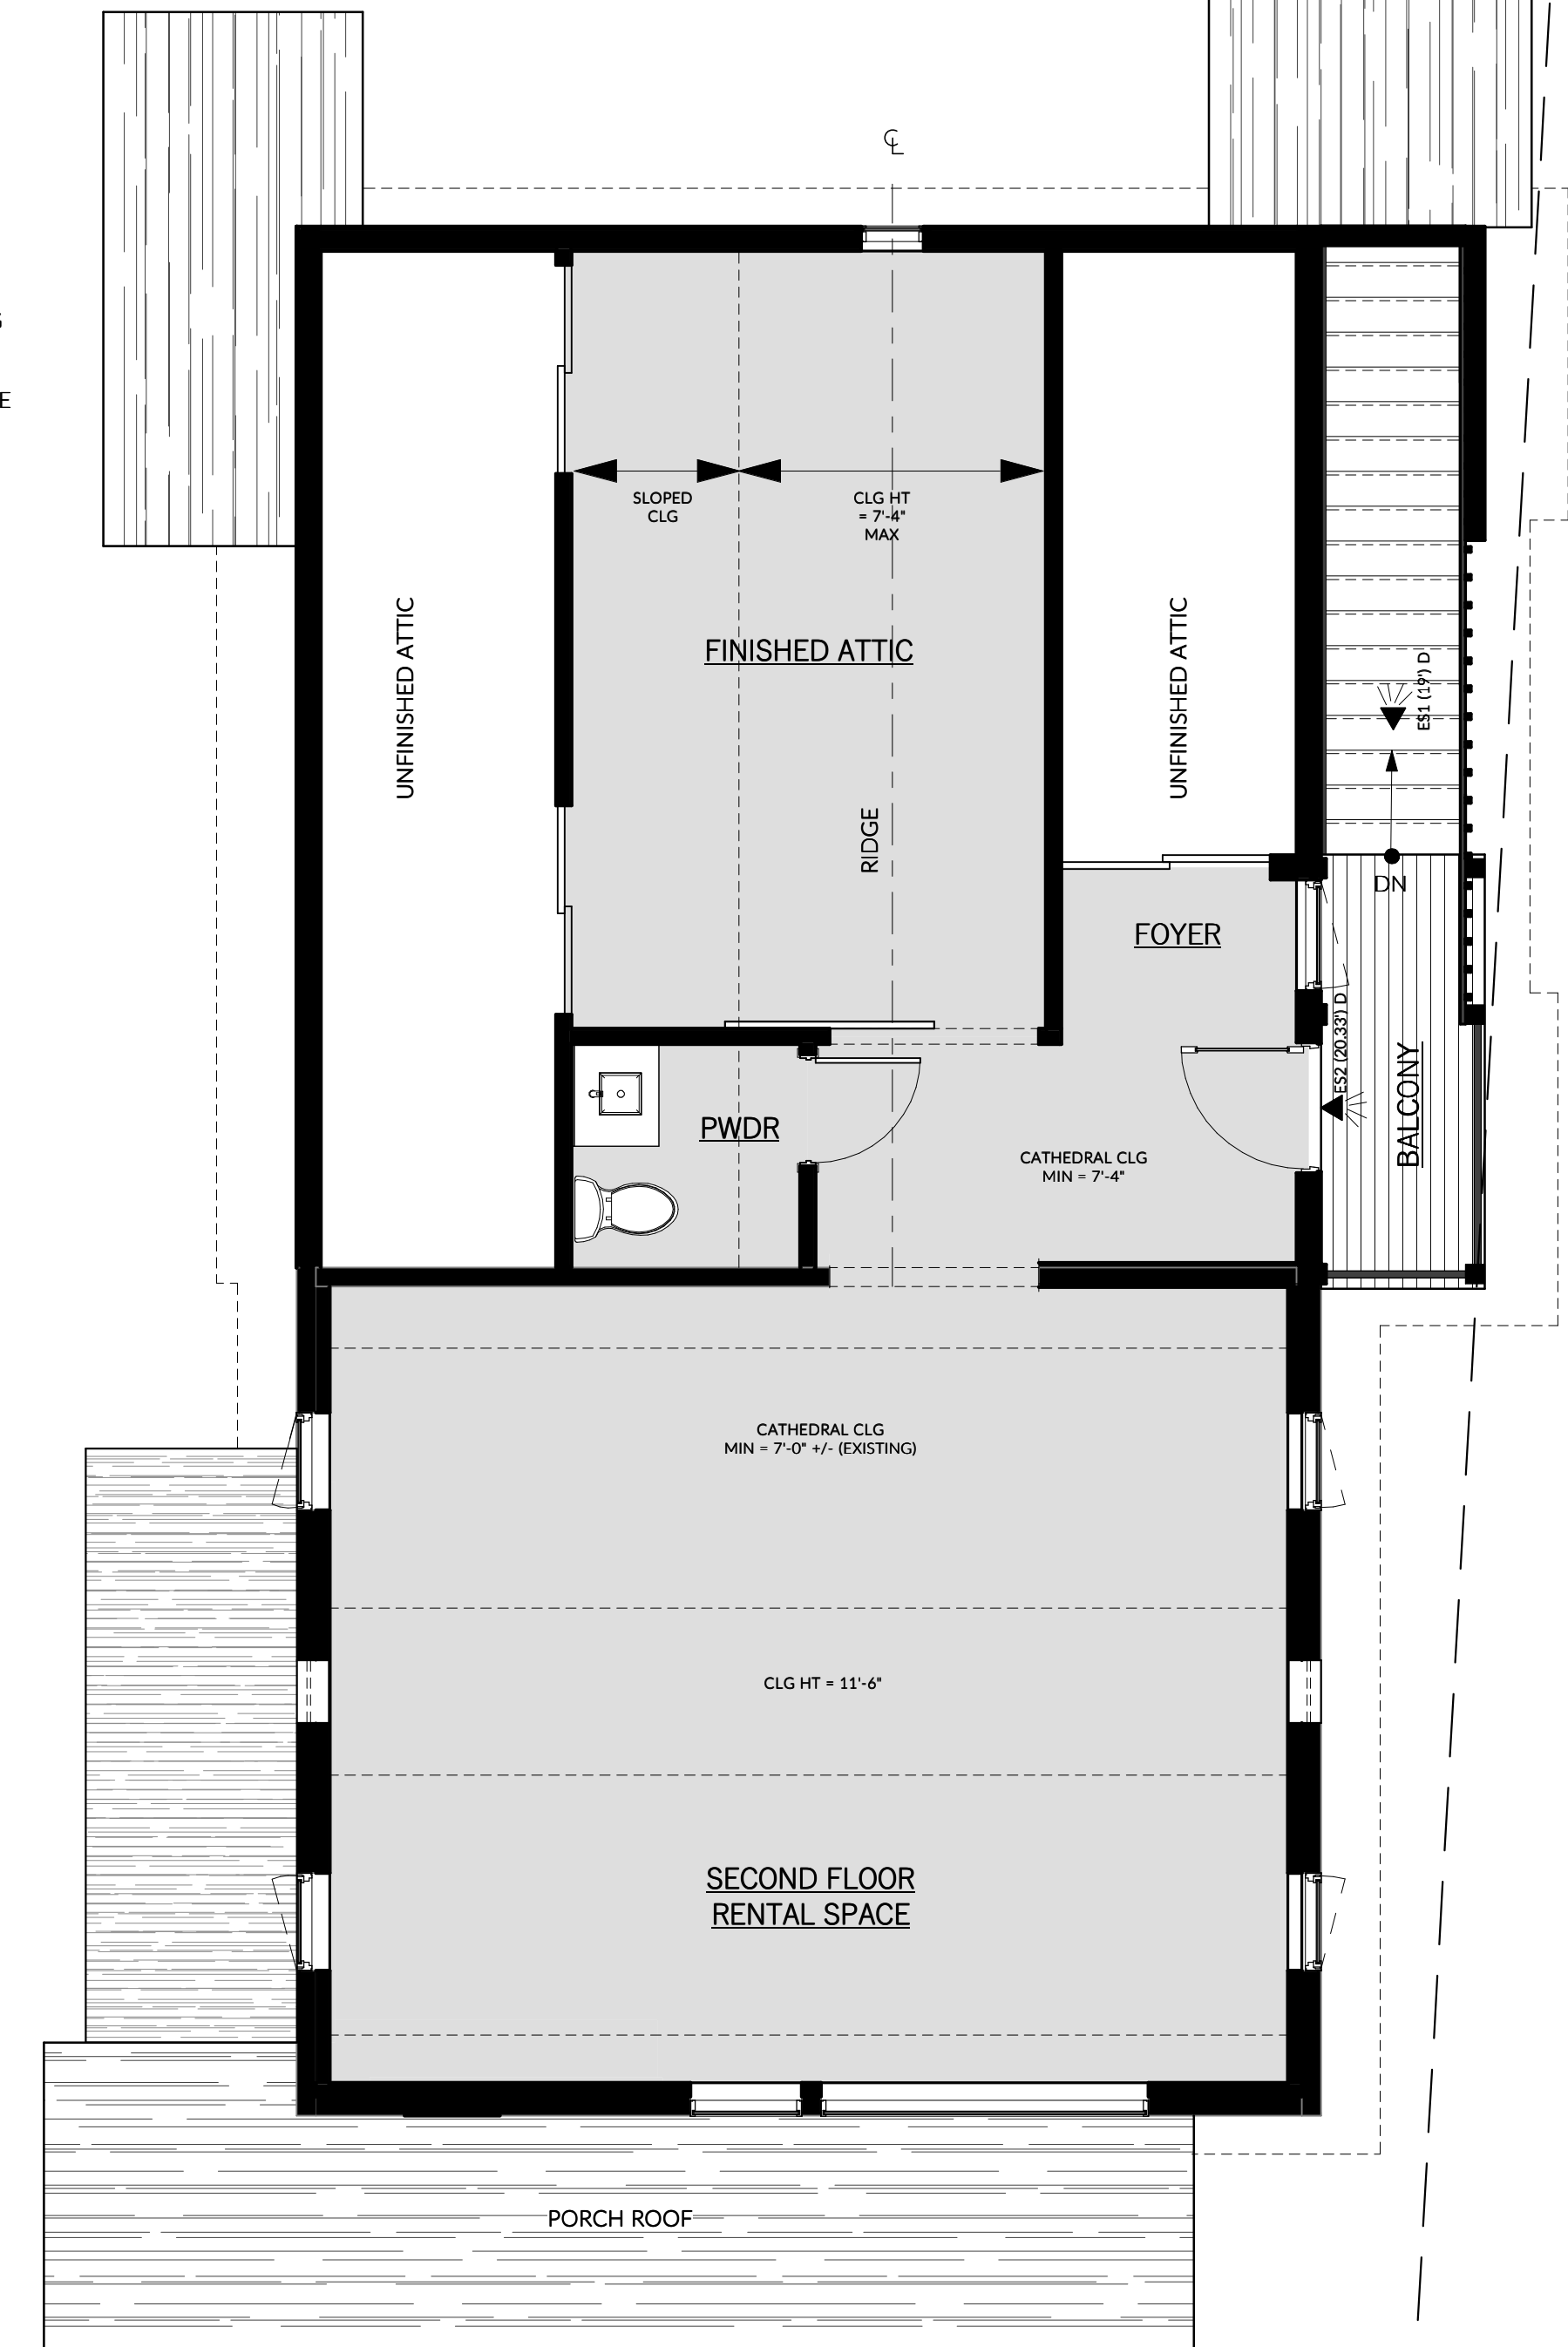 ℄
S
E
SLOPED
CLG
CLG HT
= 7'-4"
MAX
UNFINISHED ATTIC
FINISHED ATTIC
UNFINISHED ATTIC
ES1 (19') D
RIDGE
DN
FOYER
ES2 (20.33') D
BALCONY
PWDR
CATHEDRAL CLG
MIN = 7'-4"
CATHEDRAL CLG
MIN = 7'-0" +/- (EXISTING)
CLG HT = 11'-6"
SECOND FLOOR
RENTAL SPACE
PORCH ROOF